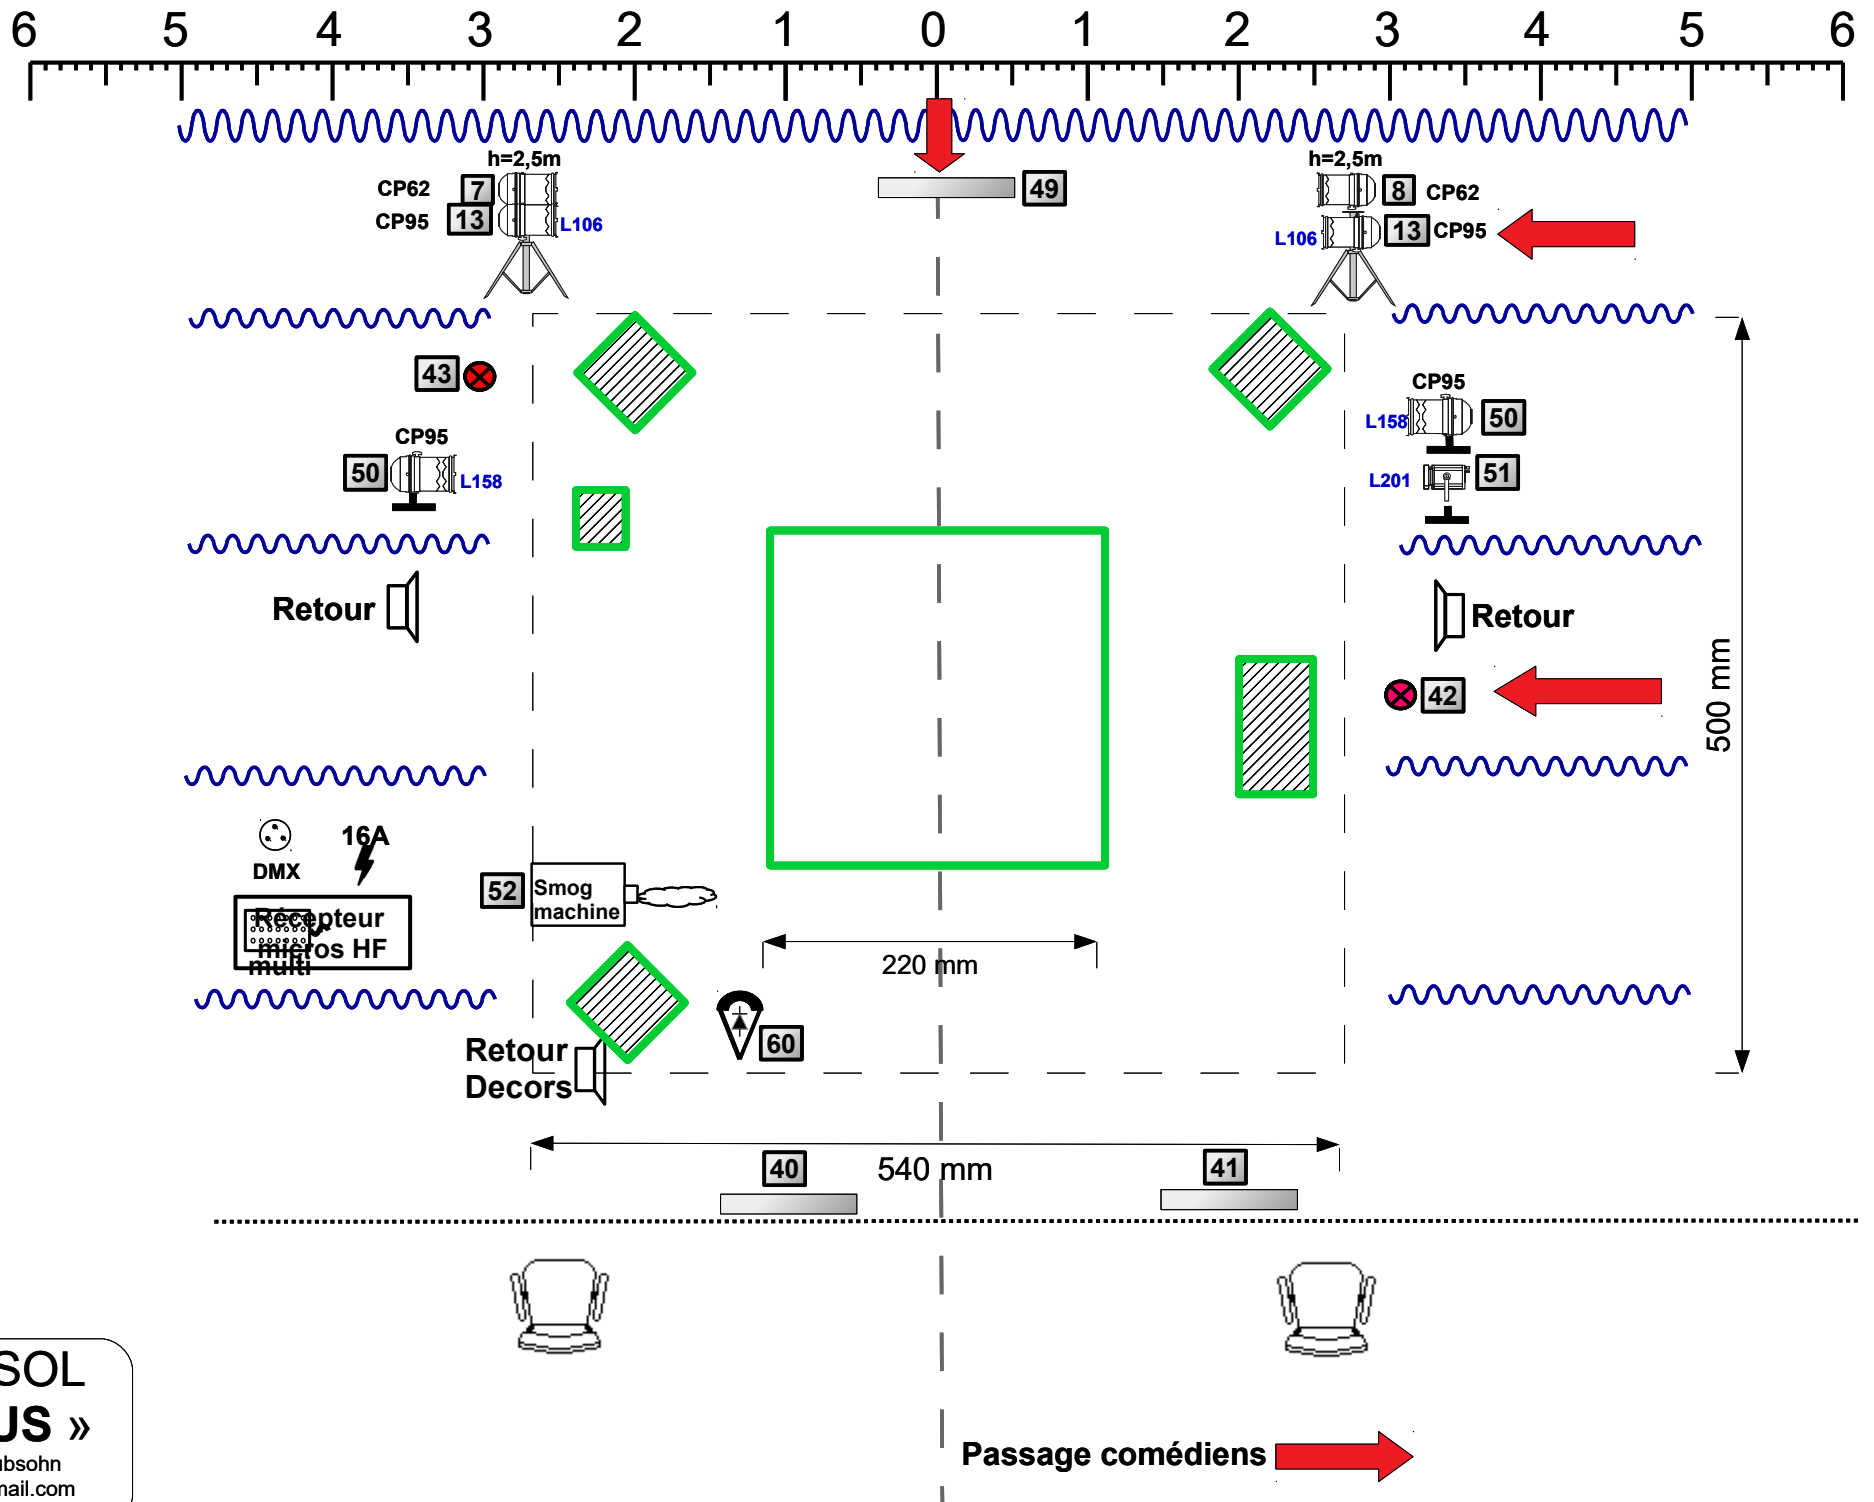 6 5 4 3 2 1 0 1 2 3 4 5 6
h=2,5m
h=2,5m
CP62 7
49
8 CP62
CP95 13 L106
L106 13 CP95
43
CP95
L158 50
CP95
50 L158
L201 51
Retour
Retour
42
500 mm
DMX
16A
52
Smog
machine
Récepteur
micros HF
multi
220 mm
60
Retour
Decors
540 mm
40
41
SOL
US »
ubsohn
mail.com
Passage comédiens